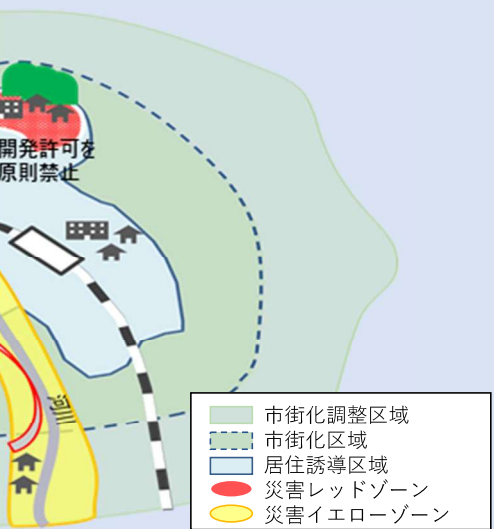 開発許可を
原則禁止
河川
市街化調整区域
市街化区域
居住誘導区域
災害レッドゾーン
災害イエローゾーン